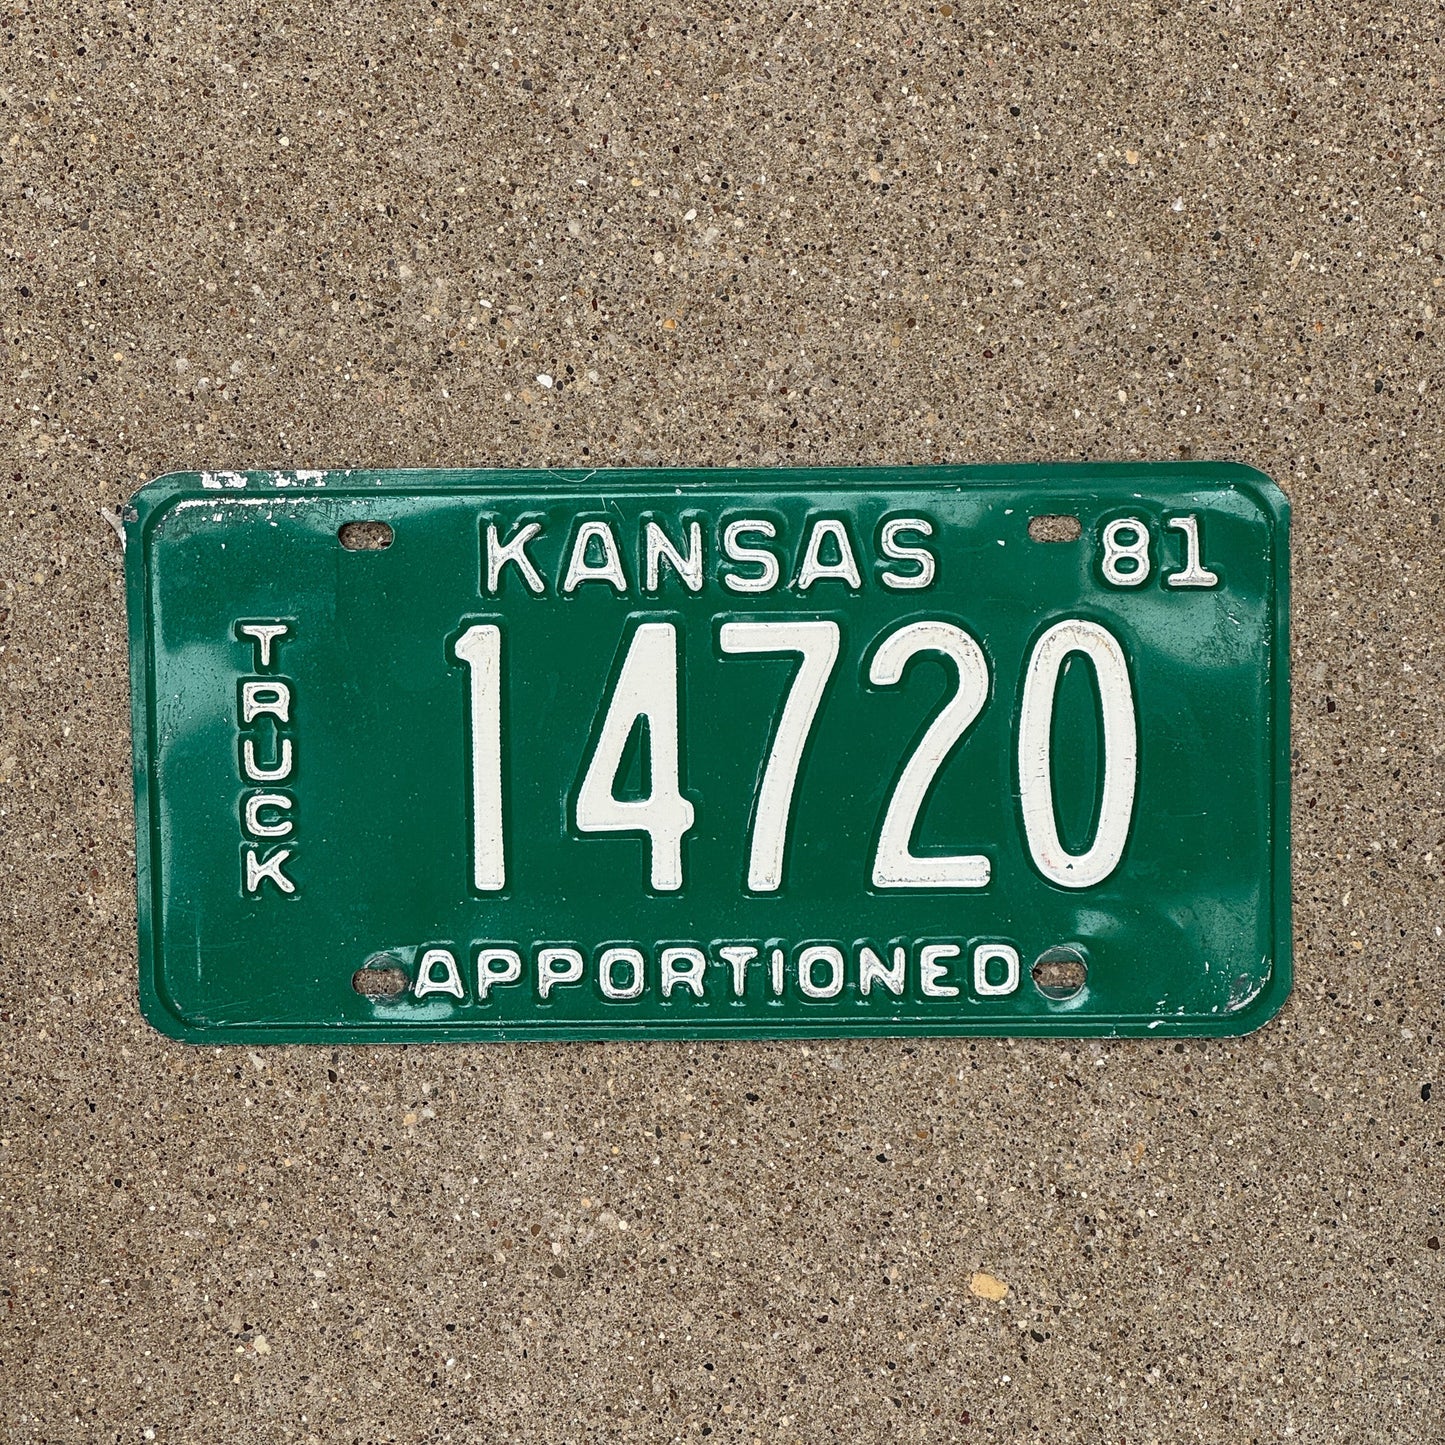 KANSAS 81
TRUCK
14720
APPORTIONED